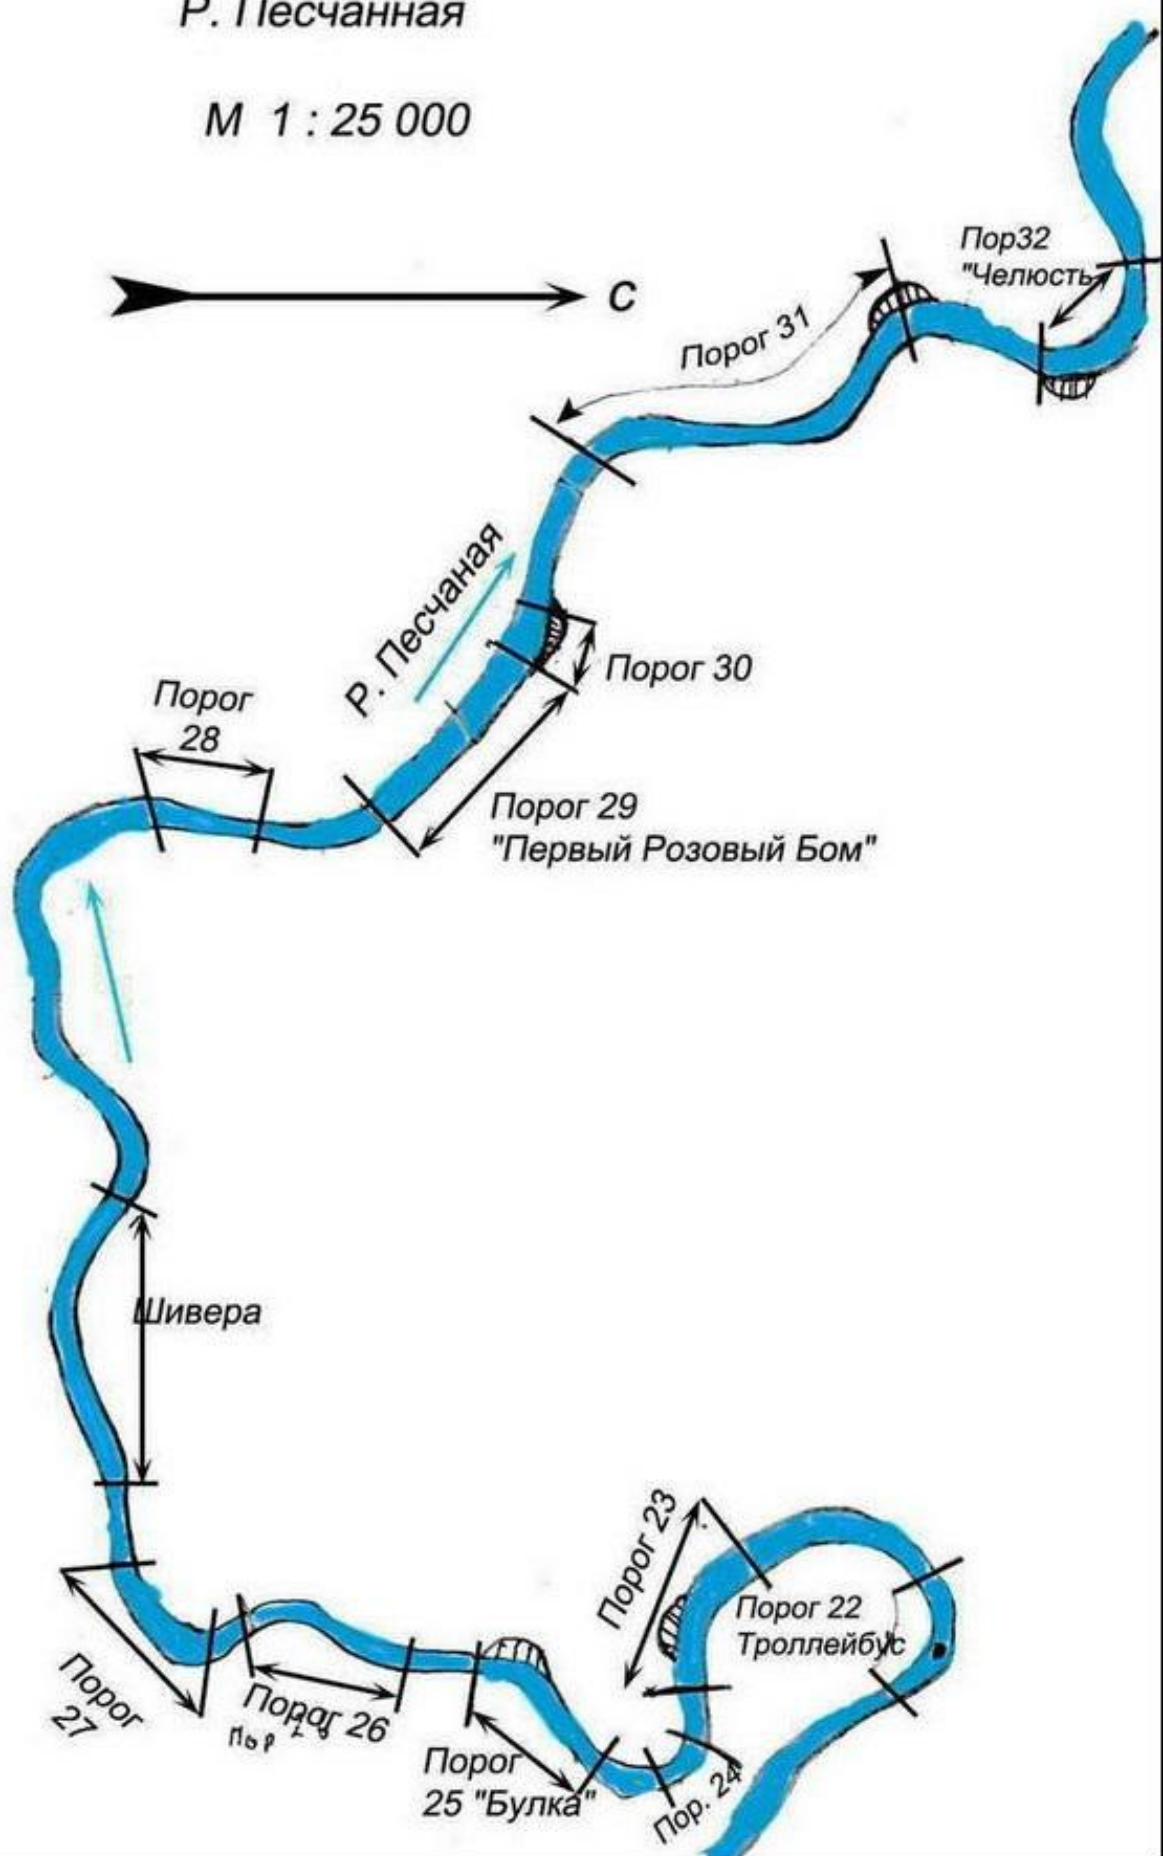 Р. Песчанная
М 1 : 25 000
С
Пор32
"Челюсть
Порог 31
Р. Песчаная
Порог 30
Порог
28
Порог 29
"Первый Розовый Бом"
Шивера
Порог 23
Порог 22
Троллейбус
Порог
27
Порог 26
Порог
25 "Булка"
Пор. 24